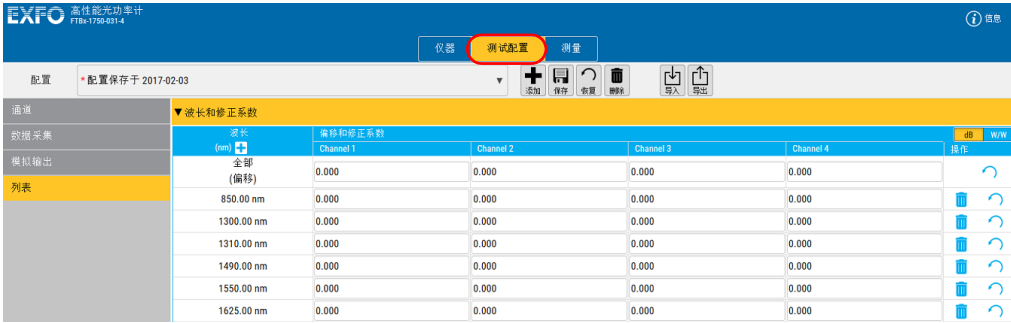 EXFO 高性能光功率计
FTBx-1750-031-4
信息
仪器 测试配置 测量
配置 *配置保存于 2017-02-03
添加 保存 恢复 删除 导入 导出
通道
数据采集
模拟输出
列表
波长和修正系数
波长 偏移和修正系数 dB W/W
(nm) Channel 1 Channel 2 Channel 3 Channel 4 操作
全部
(偏移) 0.000 0.000 0.000 0.000
850.00 nm 0.000 0.000 0.000 0.000
1300.00 nm 0.000 0.000 0.000 0.000
1310.00 nm 0.000 0.000 0.000 0.000
1490.00 nm 0.000 0.000 0.000 0.000
1550.00 nm 0.000 0.000 0.000 0.000
1625.00 nm 0.000 0.000 0.000 0.000